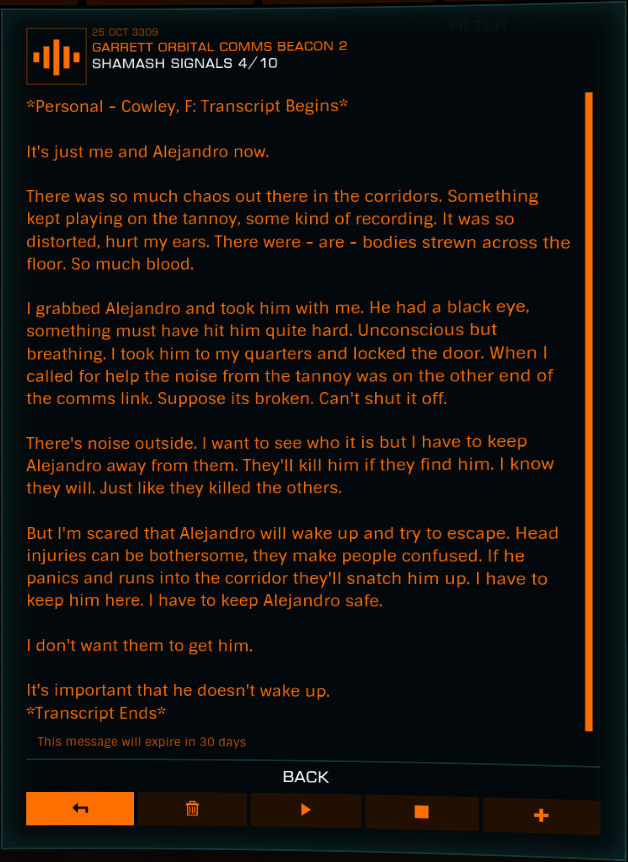 FILTER
25 OCT 3309
GARRETT ORBITAL COMMS BEACON 2
SHAMASH SIGNALS 4/10
*Personal - Cowley, F: Transcript Begins*
It's just me and Alejandro now.
There was so much chaos out there in the corridors. Something
kept playing on the tannoy, some kind of recording. It was so
distorted, hurt my ears. There were - are - bodies strewn across the
floor. So much blood.
I grabbed Alejandro and took him with me. He had a black eye,
something must have hit him quite hard. Unconscious but
breathing. I took him to my quarters and locked the door. When I
called for help the noise from the tannoy was on the other end of
the comms link. Suppose its broken. Can't shut it off.
There's noise outside. I want to see who it is but I have to keep
Alejandro away from them. They'll kill him if they find him. I know
they will. Just like they killed the others.
But I'm scared that Alejandro will wake up and try to escape. Head
injuries can be bothersome, they make people confused. If he
panics and runs into the corridor they'll snatch him up. I have to
keep him here. I have to keep Alejandro safe.
I don't want them to get him.
It's important that he doesn't wake up.
*Transcript Ends*
This message will expire in 30 days
BACK